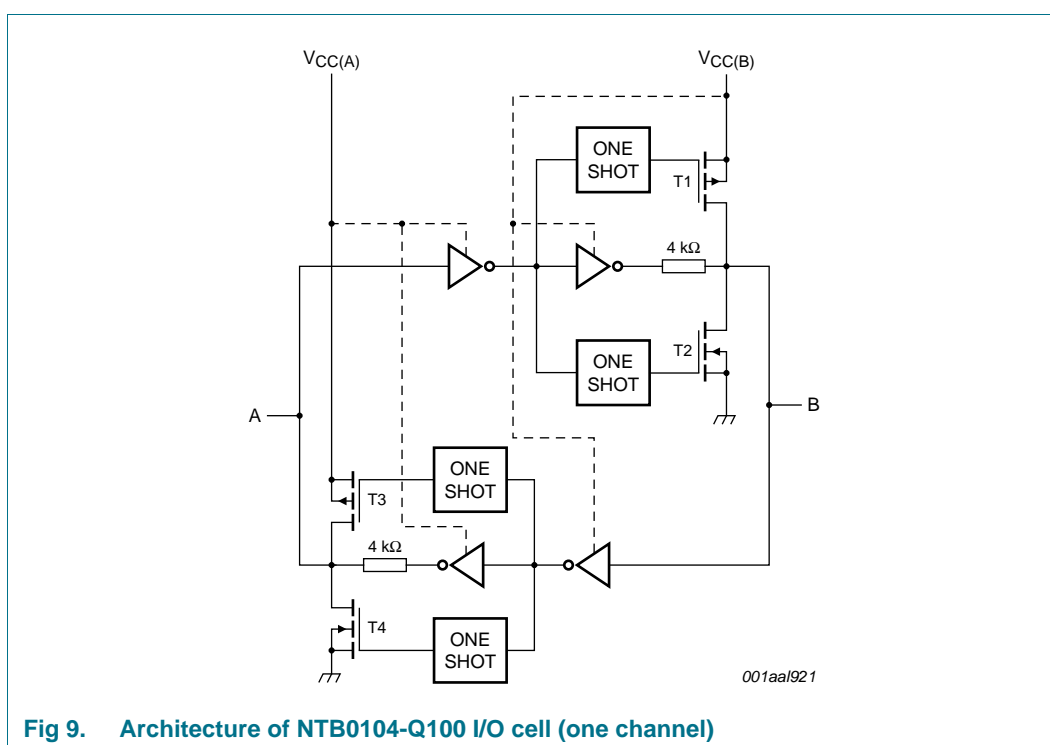 VCC(A)
VCC(B)
ONE
SHOT
T1
4 kΩ
ONE
SHOT
T2
A
B
ONE
SHOT
T3
4 kΩ
T4
ONE
SHOT
001aal921
Fig 9. Architecture of NTB0104-Q100 I/O cell (one channel)